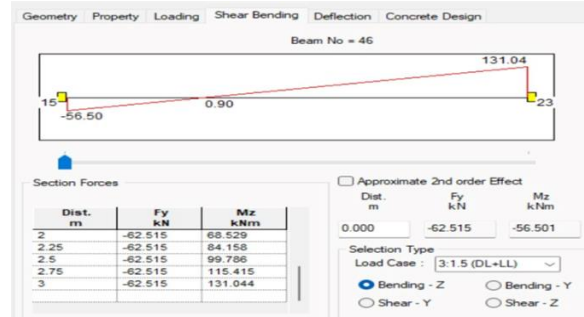 Geometry Property Loading Shear Bending Deflection Concrete Design
Beam No = 46
131.04
15 0.90 23
-56.50
Section Forces
Approximate 2nd order Effect
Dist. Fy Mz
m kN kNm
0.000 -62.515 -56.501
Dist. Fy Mz
m kN kNm
2 -62.515 68.529
2.25 -62.515 84.158
2.5 -62.515 99.786
2.75 -62.515 115.415
3 -62.515 131.044
Selection Type
Load Case : 3:1.5 (DL+LL)
Bending - Z Bending - Y
Shear - Y Shear - Z